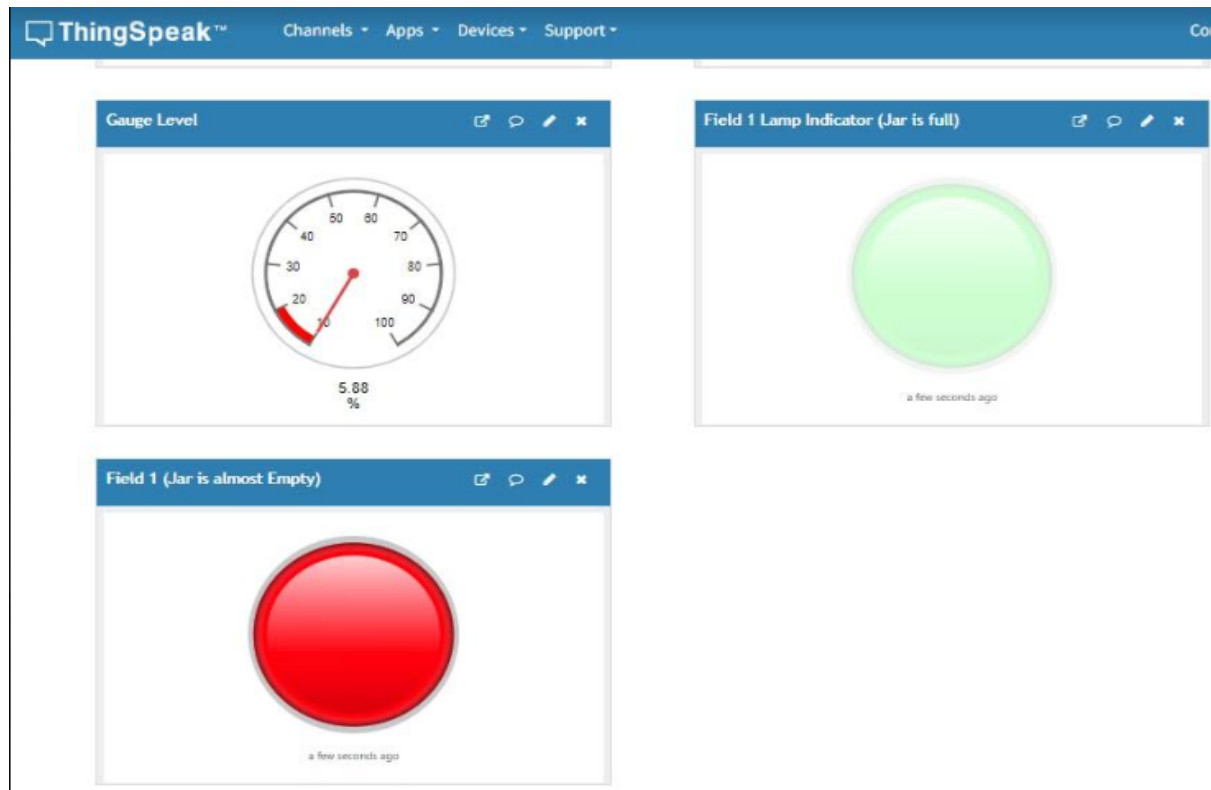 ThingSpeak™ Channels Apps Devices Support
Gauge Level
50 60
40 70
30 80
20 90
10 100
5.88
%
Field 1 Lamp Indicator (Jar is full)
a few seconds ago
Field 1 (Jar is almost Empty)
a few seconds ago